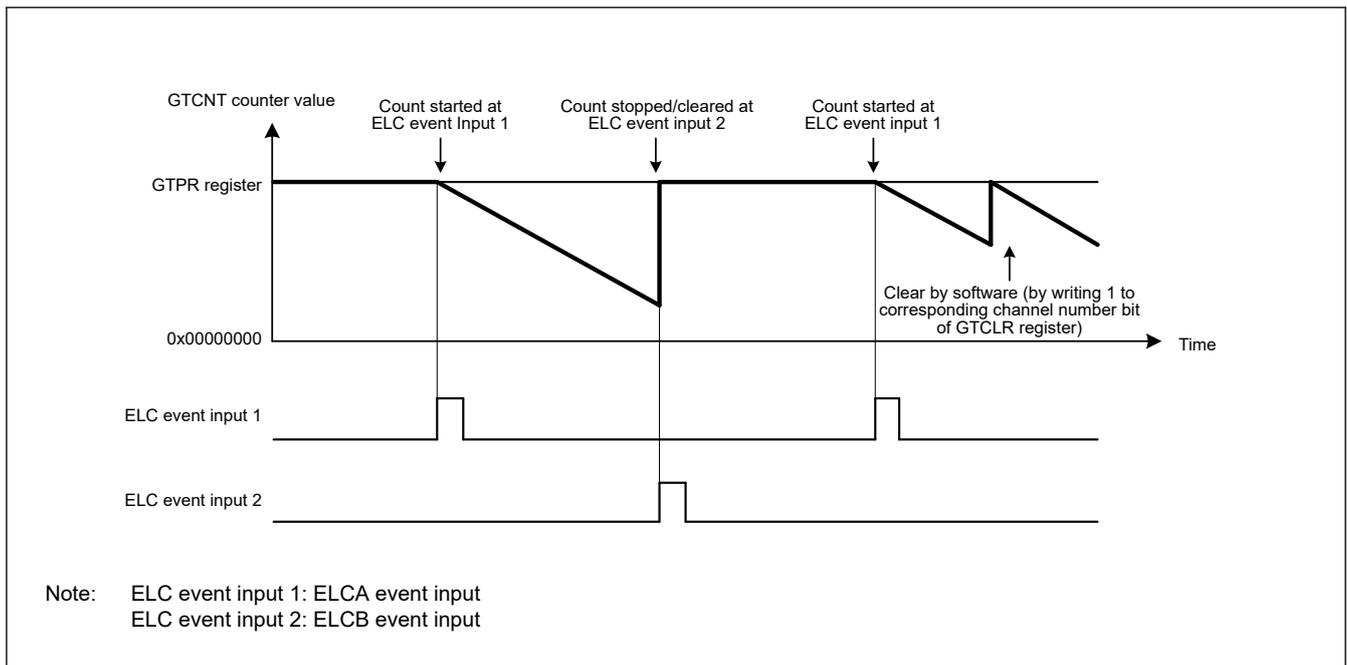 GTCNT counter value
Count started at
ELC event Input 1
Count stopped/cleared at
ELC event input 2
Count started at
ELC event input 1
GTPR register
Clear by software (by writing 1 to
corresponding channel number bit
of GTCLR register)
0x00000000
Time
ELC event input 1
ELC event input 2
Note: ELC event input 1: ELCA event input
ELC event input 2: ELCB event input